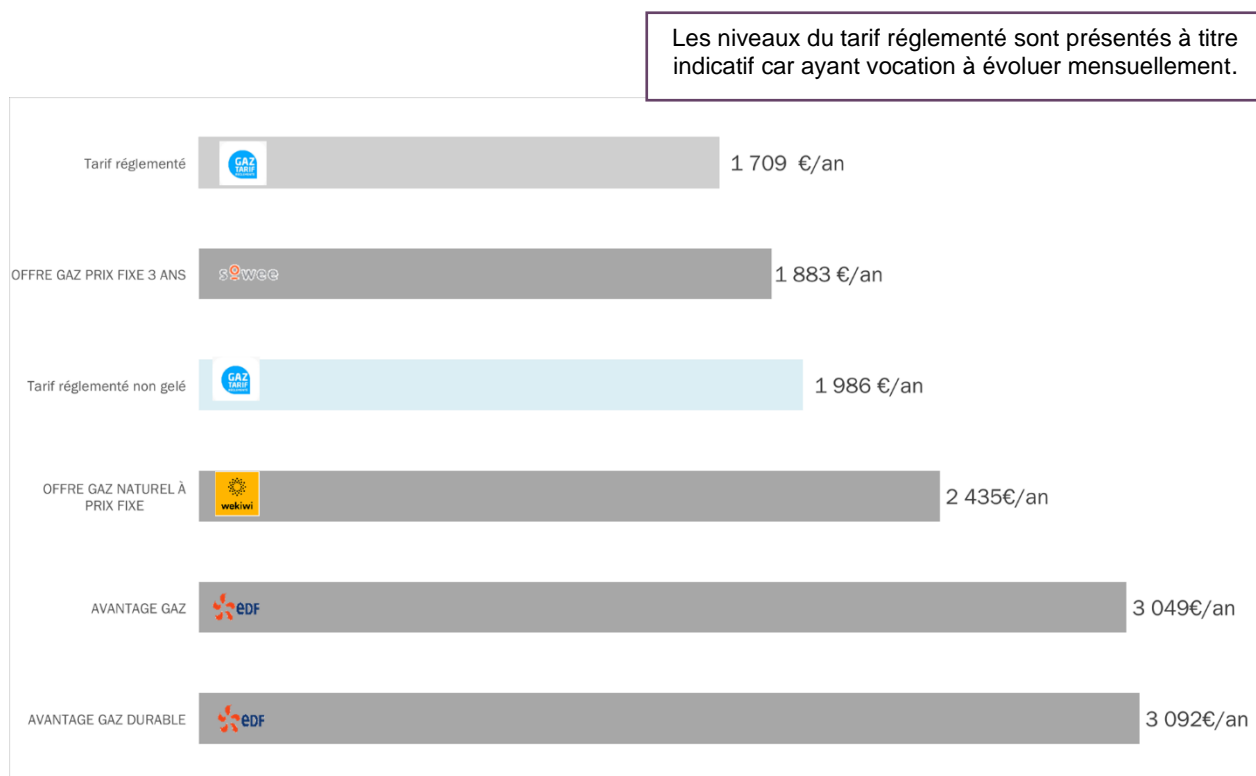 Les niveaux du tarif réglementé sont présentés à titre
indicatif car ayant vocation à évoluer mensuellement.
Tarif réglementé
GAZ
TARIF
1 709 €/an
OFFRE GAZ PRIX FIXE 3 ANS
sowee
1 883 €/an
Tarif réglementé non gelé
GAZ
TARIF
1 986 €/an
OFFRE GAZ NATUREL À
PRIX FIXE
wekiwi
2 435€/an
AVANTAGE GAZ
eDF
3 049€/an
AVANTAGE GAZ DURABLE
eDF
3 092€/an